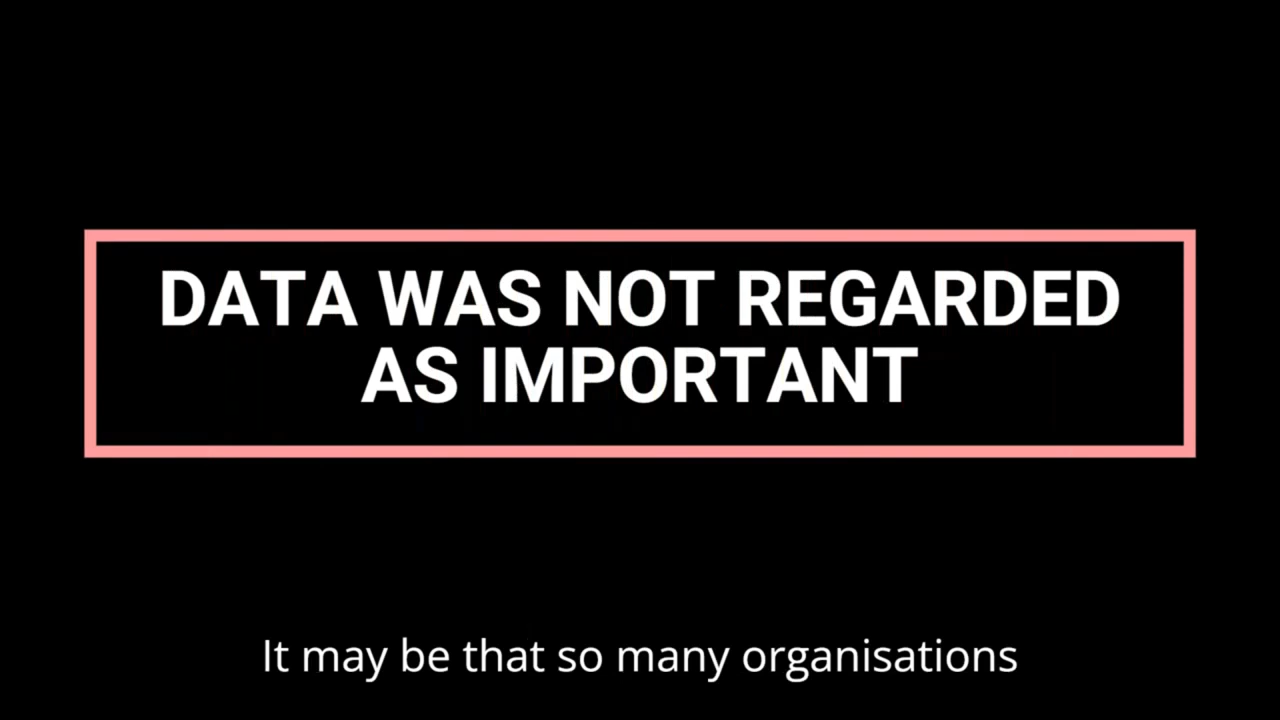 DATA WAS NOT REGARDED
AS IMPORTANT
It may be that so many organisations